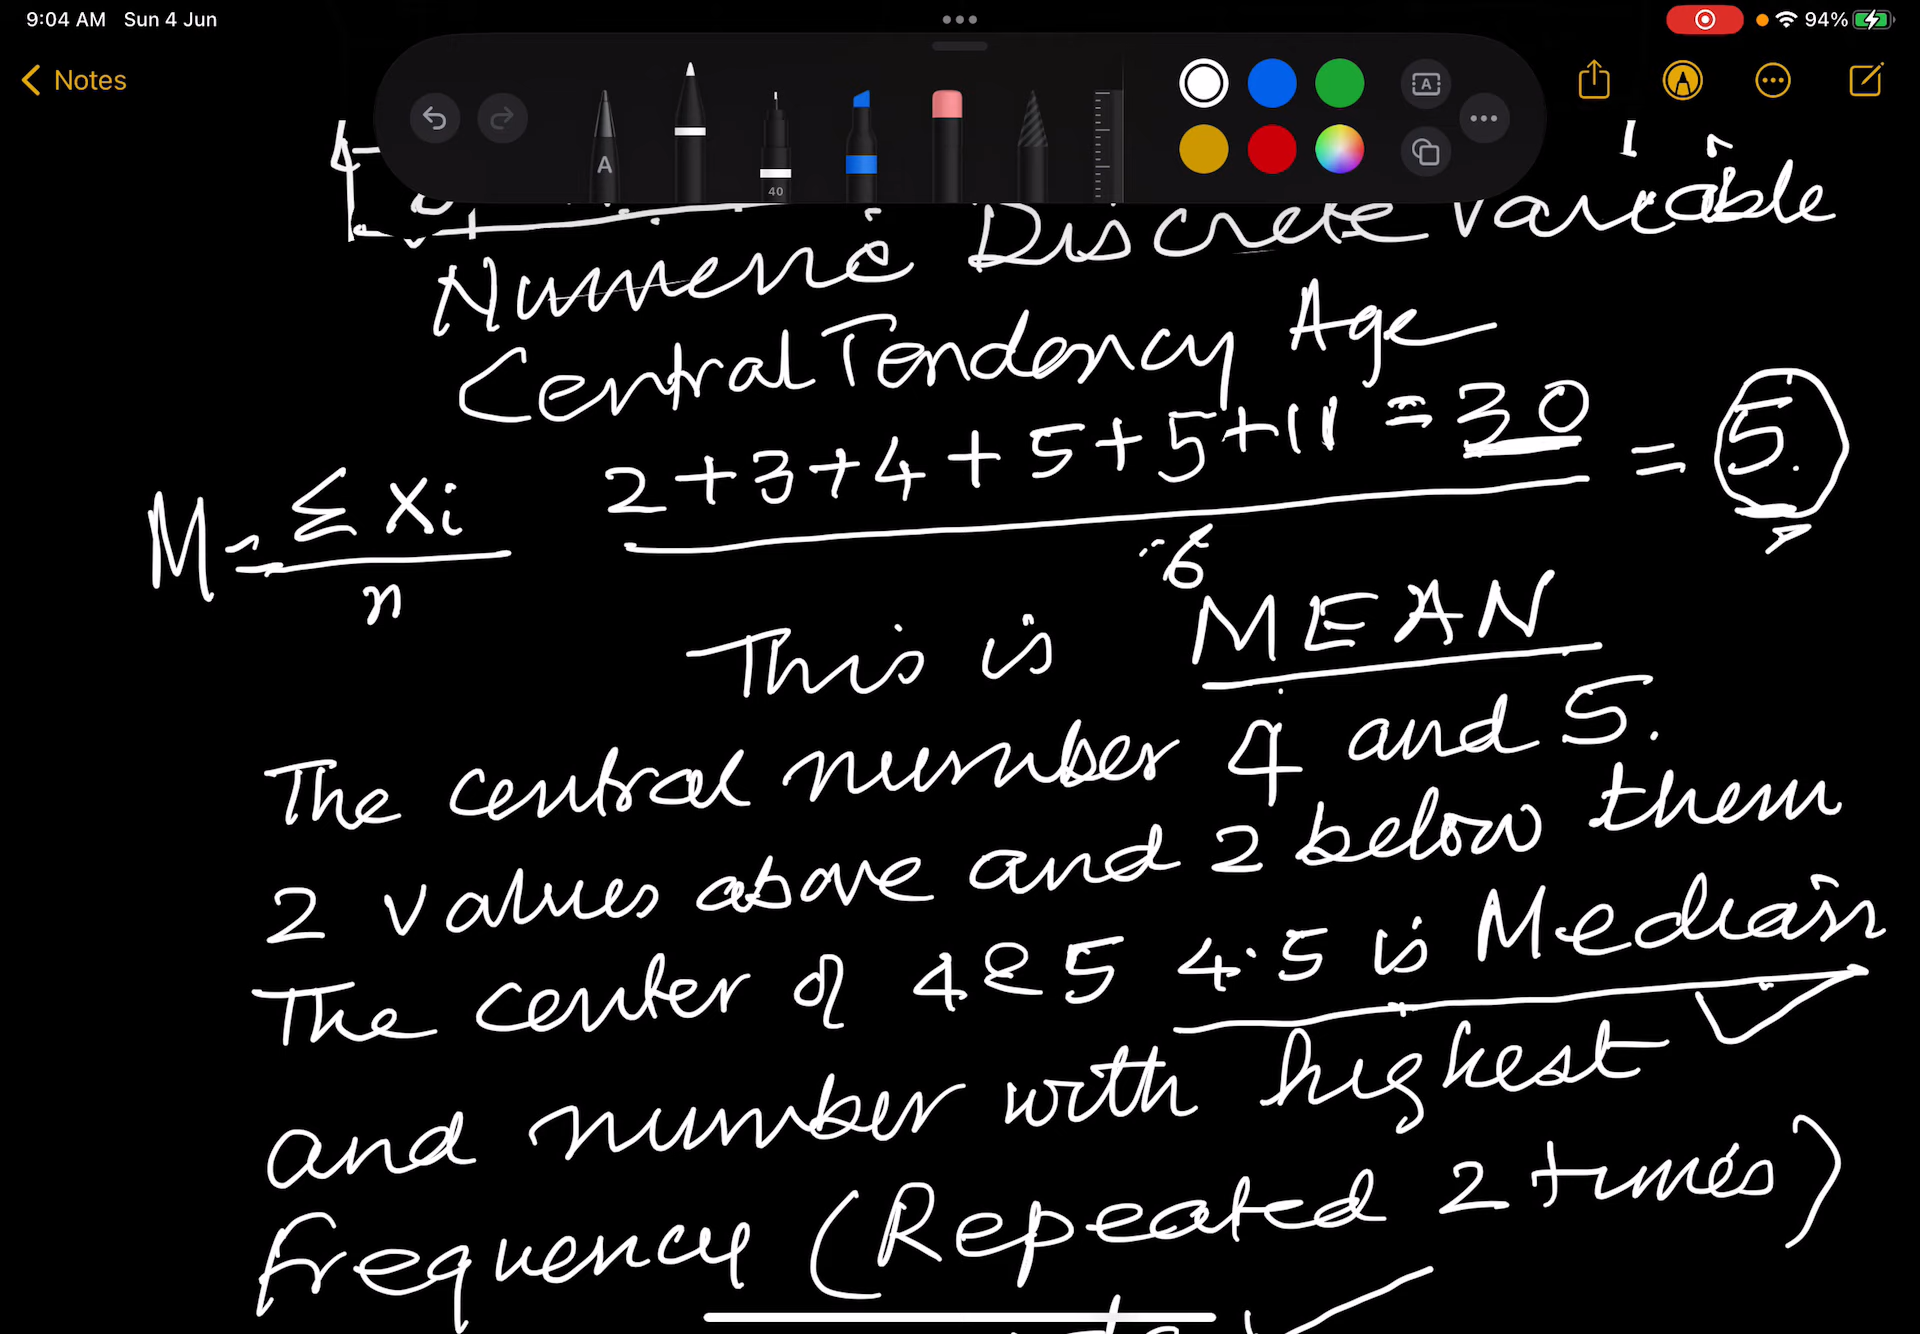 9:04 AM Sun 4 Jun
94%
Notes
A
40
A
Numeric Discrete Variable
Central Tendency Age
2+3+4+5+5+11 = 30
M = Σ Xi
= 5.
6
n
This is MEAN
The central number 4 and 5.
2 values above and 2 below them
The center of 4 & 5 4.5 is Median
and number with highest
frequency (Repeated 2 times)